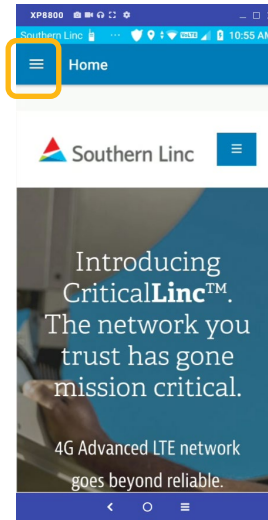 XP8800
Southern Linc ... 10:55 AM
Home
Southern Linc
Introducing
CriticalLinc™.
The network you
trust has gone
mission critical.
4G Advanced LTE network
goes beyond reliable.